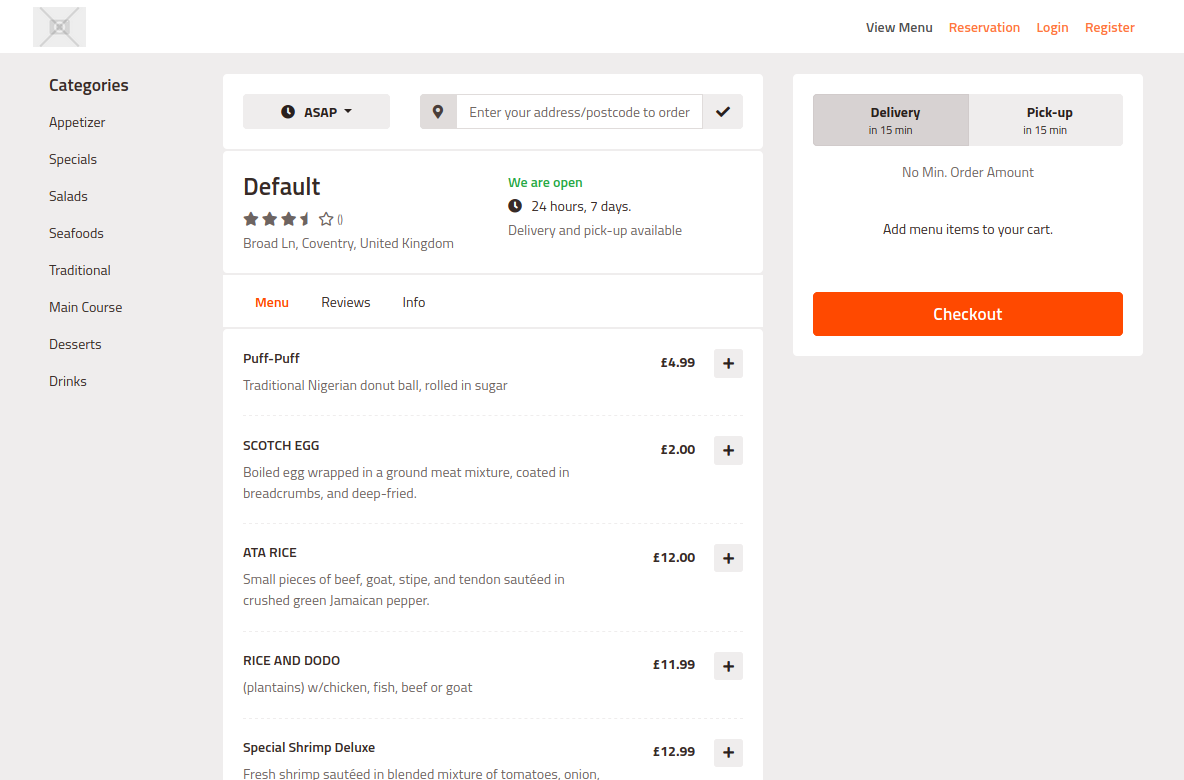 View Menu Reservation Login Register
Categories
Appetizer
Specials
Salads
Seafoods
Traditional
Main Course
Desserts
Drinks
ASAP
Enter your address/postcode to order
Default
()
Broad Ln, Coventry, United Kingdom
We are open
24 hours, 7 days.
Delivery and pick-up available
Menu Reviews Info
Puff-Puff £4.99
Traditional Nigerian donut ball, rolled in sugar
SCOTCH EGG £2.00
Boiled egg wrapped in a ground meat mixture, coated in
breadcrumbs, and deep-fried.
ATA RICE £12.00
Small pieces of beef, goat, stipe, and tendon sautéed in
crushed green Jamaican pepper.
RICE AND DODO £11.99
(plantains) w/chicken, fish, beef or goat
Special Shrimp Deluxe £12.99
Fresh shrimp sautéed in blended mixture of tomatoes, onion,
Delivery Pick-up
in 15 min in 15 min
No Min. Order Amount
Add menu items to your cart.
Checkout